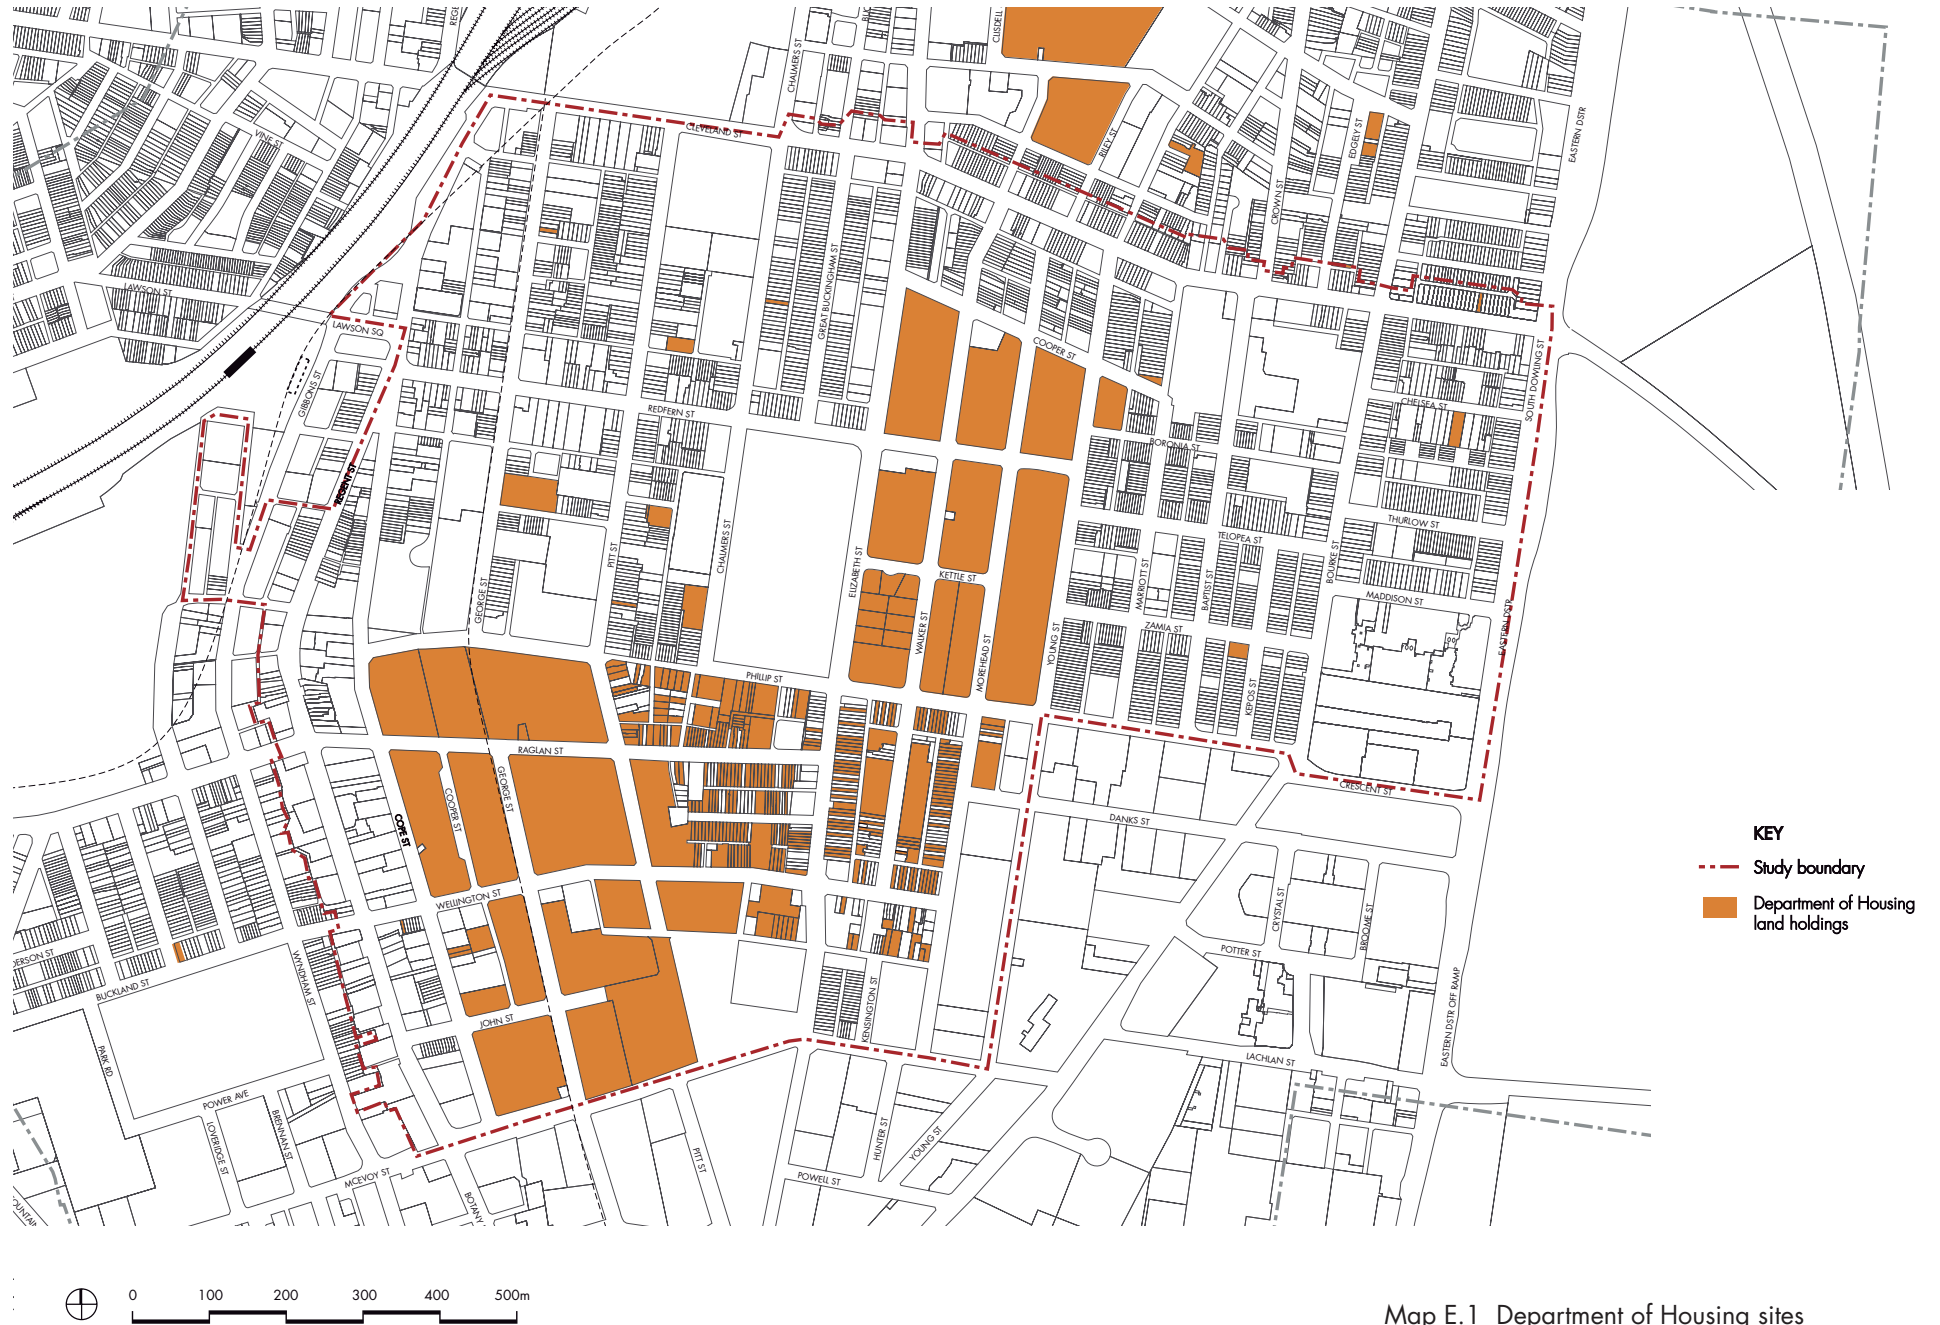 CHALMERS ST
CLEVELAND ST
RILEY ST
EDGELY ST
CROWN ST
EASTERN DSTR
VINE ST
LAWSON ST
LAWSON SQ
GIBBONS ST
GREAT BUCKINGHAM ST
COOPER ST
REDFERN ST
REGENT ST
CHELSEA ST
SOUTH DOWLING ST
BORONIA ST
THURLOW ST
TELOPEA ST
PITT ST
CHALMERS ST
ELIZABETH ST
KETTLE ST
WALKER ST
MOREHEAD ST
YOUNG ST
MARRIOTT ST
BAPTIST ST
BOURKE ST
MADDISON ST
ZAMIA ST
KEPOS ST
EASTERN DSTR
GEORGE ST
PHILLIP ST
RAGLAN ST
GEORGE ST
COOPER ST
COPE ST
CRESCENT ST
DANKS ST
WELLINGTON ST
CRYSTAL ST
BROOME ST
POTTER ST
BUCKLAND ST
WYNDHAM ST
JOHN ST
KENSINGTON ST
EASTERN DSTR OFF RAMP
LACHLAN ST
PARK RD
POWER AVE
LOVERIDGE ST
BRENNAN ST
MCEVOY ST
BOTANY
PITT ST
HUNTER ST
YOUNG ST
POWELL ST
KEY
Study boundary
Department of Housing
land holdings
0 100 200 300 400 500m
Map E.1 Department of Housing sites